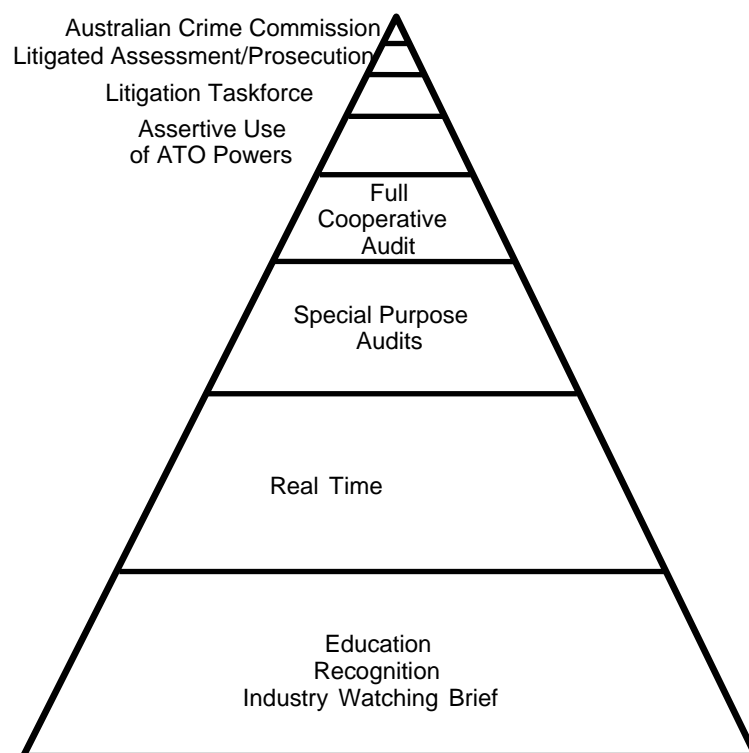 Australian Crime Commission
Litigated Assessment/Prosecution
Litigation Taskforce
Assertive Use
of ATO Powers
Full
Cooperative
Audit
Special Purpose
Audits
Real Time
Education
Recognition
Industry Watching Brief